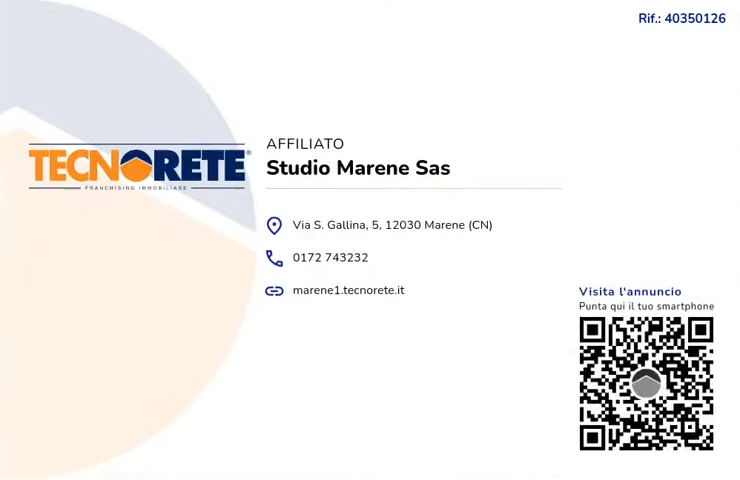 Rif.: 40350126
TECNORETE®
FRANCHISING IMMOBILIARE
AFFILIATO
Studio Marene Sas
Via S. Gallina, 5, 12030 Marene (CN)
0172 743232
marene1.tecnorete.it
Visita l'annuncio
Punta qui il tuo smartphone